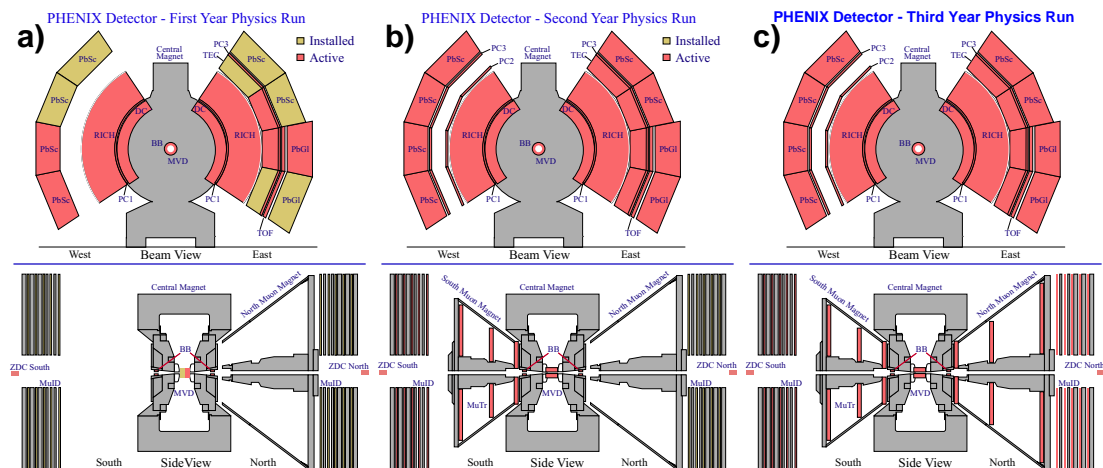 PHENIX Detector - First Year Physics Run
a)
Installed
Active
PbSc
PbSc
PbSc
PbSc
Central
Magnet
PC3
TEC
PbSc
PbSc
PbGl
PbGl
DC
DC
RICH
RICH
BB
MVD
PC1
PC1
TOF
West
Beam View
East
Central Magnet
North Muon Magnet
BB
ZDC South
ZDC North
MuID
MuID
MVD
South
SideView
North
PHENIX Detector - Second Year Physics Run
b)
Installed
Active
PbSc
PbSc
PbSc
PbSc
PC3
PC2
Central
Magnet
PC3
TEC
PbSc
PbSc
PbGl
PbGl
DC
DC
RICH
RICH
BB
MVD
PC1
PC1
TOF
West
Beam View
East
South Muon Magnet
Central Magnet
North Muon Magnet
BB
ZDC South
ZDC North
MuID
MuID
MuTr
MVD
South
Side View
North
PHENIX Detector - Third Year Physics Run
c)
PbSc
PbSc
PbSc
PbSc
PC3
PC2
Central
Magnet
PC3
TEC
PbSc
PbSc
PbGl
PbGl
DC
DC
RICH
RICH
BB
MVD
PC1
PC1
TOF
West
Beam View
East
South Muon Magnet
Central Magnet
North Muon Magnet
BB
ZDC South
ZDC North
MuID
MuID
MuTr
MVD
South
Side View
North